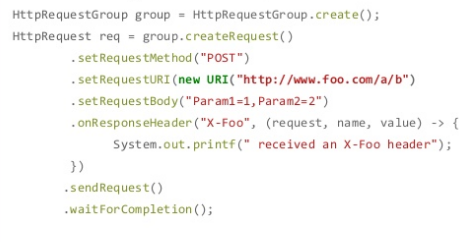 HttpRequestGroup group = HttpRequestGroup.create();
HttpRequest req = group.createRequest()
.setRequestMethod("POST")
.setRequestURI(new URI("http://www.foo.com/a/b")
.setRequestBody("Param1=1,Param2=2")
.onResponseHeader("X-Foo", (request, name, value) -> {
System.out.printf(" received an X-Foo header");
})
.sendRequest()
.waitForCompletion();